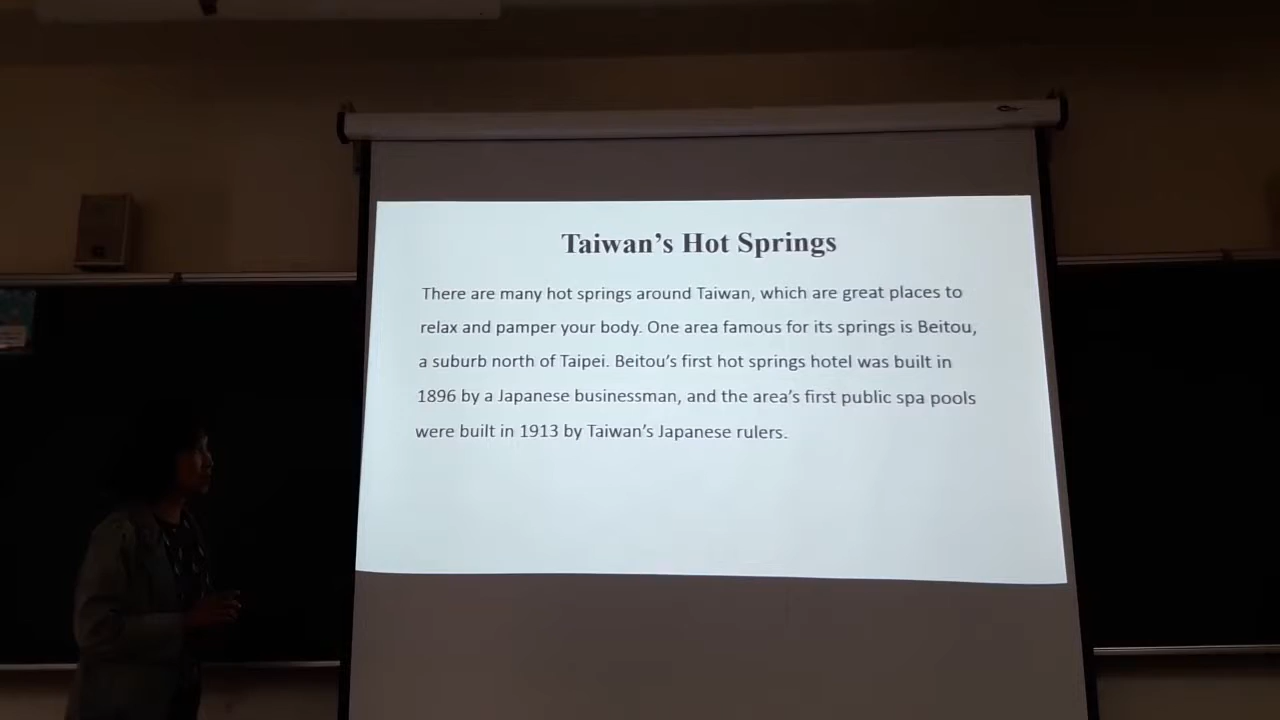 Taiwan’s Hot Springs
There are many hot springs around Taiwan, which are great places to
relax and pamper your body. One area famous for its springs is Beitou,
a suburb north of Taipei. Beitou’s first hot springs hotel was built in
1896 by a Japanese businessman, and the area’s first public spa pools
were built in 1913 by Taiwan’s Japanese rulers.